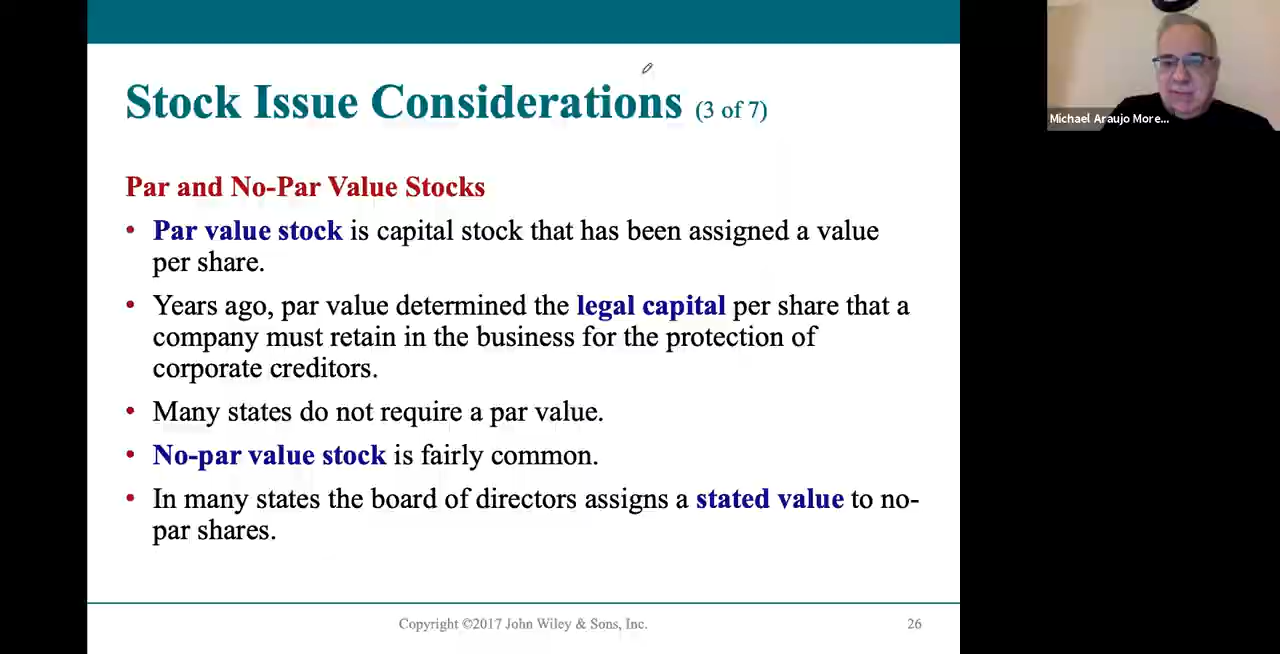 Stock Issue Considerations (3 of 7)
Michael Araujo More...
Par and No-Par Value Stocks
• Par value stock is capital stock that has been assigned a value
per share.
• Years ago, par value determined the legal capital per share that a
company must retain in the business for the protection of
corporate creditors.
• Many states do not require a par value.
• No-par value stock is fairly common.
• In many states the board of directors assigns a stated value to no-
par shares.
Copyright ©2017 John Wiley & Sons, Inc.
26